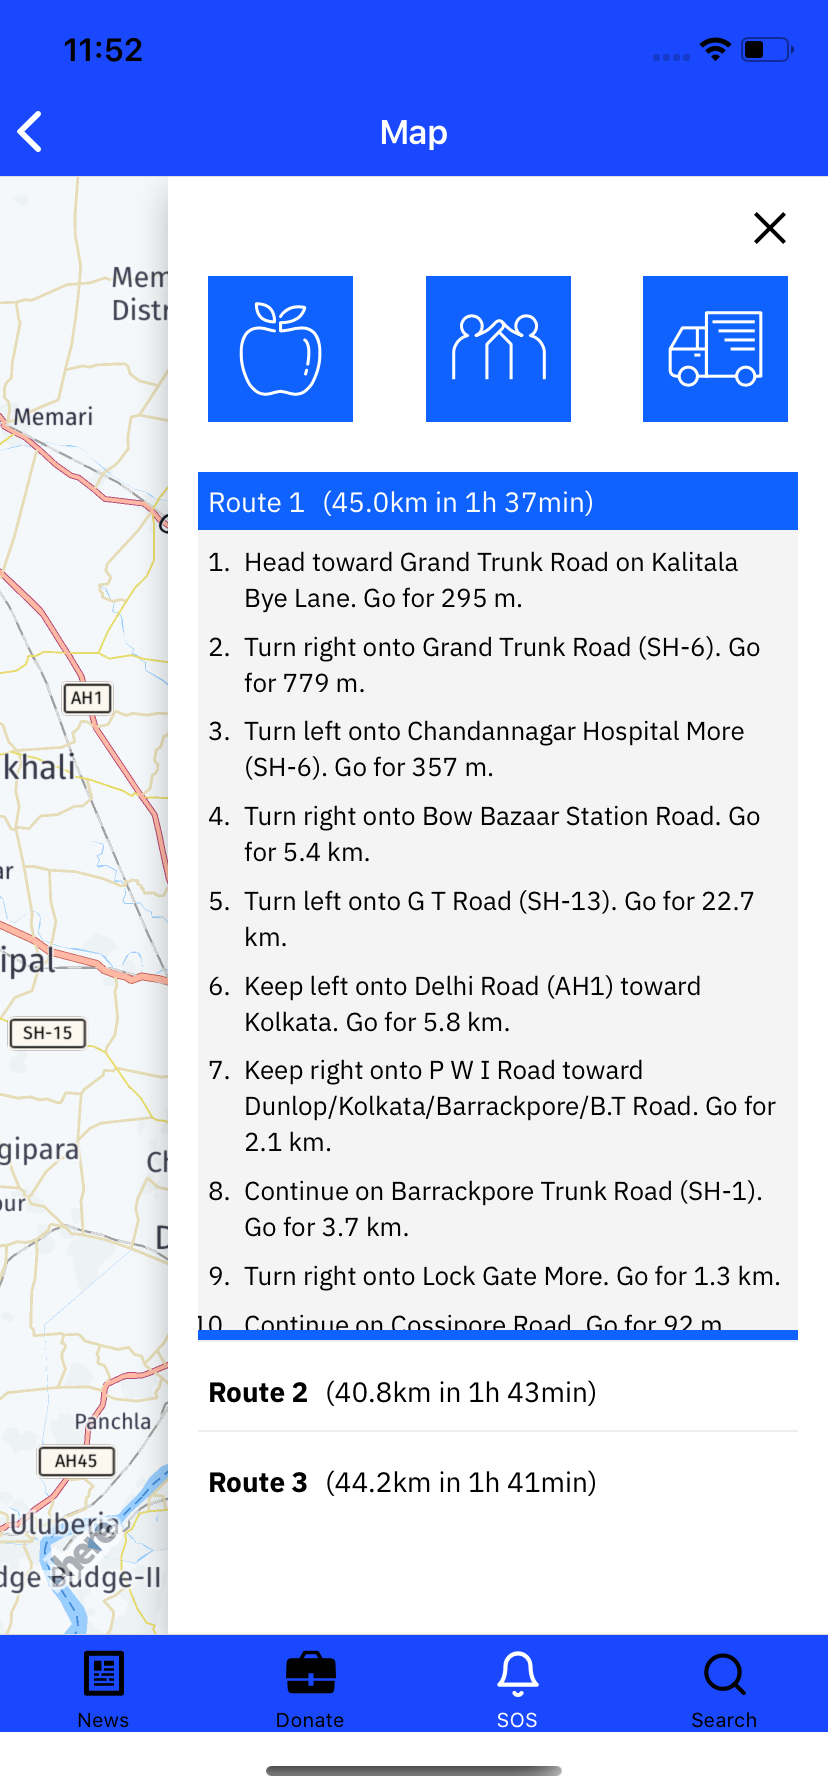 11:52
Map
Mem
Distr
Memari
AH1
khali
ar
ipal
SH-15
gipara
Ch
pur
D
Panchla
AH45
Uluberia
here
dge Budge-II
Route 1 (45.0km in 1h 37min)
1. Head toward Grand Trunk Road on Kalitala
Bye Lane. Go for 295 m.
2. Turn right onto Grand Trunk Road (SH-6). Go
for 779 m.
3. Turn left onto Chandannagar Hospital More
(SH-6). Go for 357 m.
4. Turn right onto Bow Bazaar Station Road. Go
for 5.4 km.
5. Turn left onto G T Road (SH-13). Go for 22.7
km.
6. Keep left onto Delhi Road (AH1) toward
Kolkata. Go for 5.8 km.
7. Keep right onto P W I Road toward
Dunlop/Kolkata/Barrackpore/B.T Road. Go for
2.1 km.
8. Continue on Barrackpore Trunk Road (SH-1).
Go for 3.7 km.
9. Turn right onto Lock Gate More. Go for 1.3 km.
10. Continue on Cossipore Road. Go for 92 m.
Route 2 (40.8km in 1h 43min)
Route 3 (44.2km in 1h 41min)
News
Donate
SOS
Search